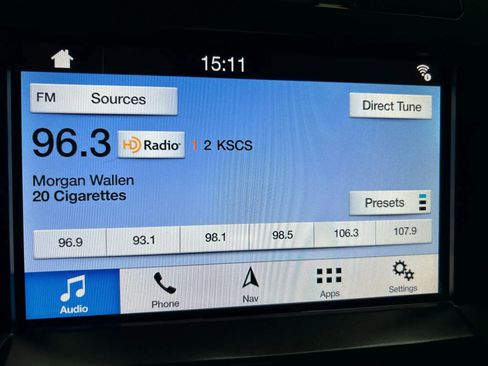 15:11
FM Sources
Direct Tune
96.3 HD Radio 1 2 KSCS
Morgan Wallen
20 Cigarettes
Presets
96.9 93.1 98.1 98.5 106.3 107.9
Audio Phone Nav Apps Settings